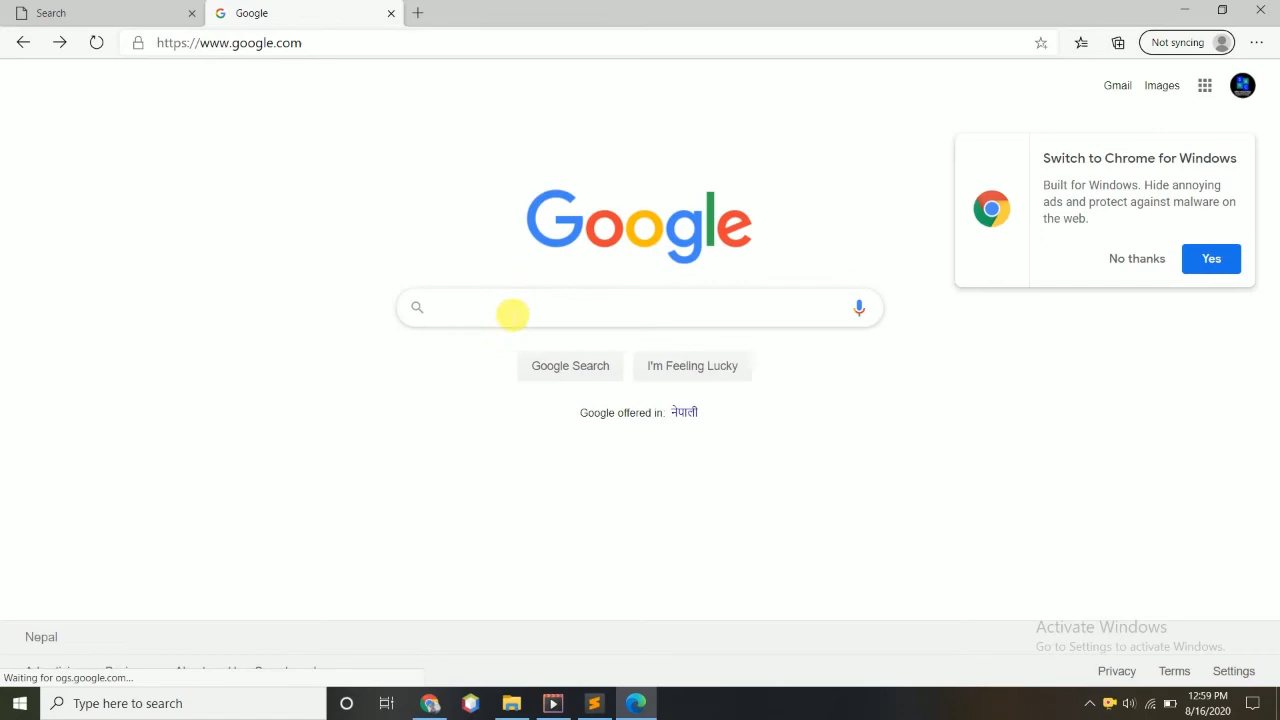 Search
Google
https://www.google.com
Not syncing
Gmail
Images
Switch to Chrome for Windows
Built for Windows. Hide annoying
ads and protect against malware on
the web.
No thanks
Yes
Google
Google Search
I'm Feeling Lucky
Google offered in: नेपाली
Nepal
Activate Windows
Go to Settings to activate Windows.
Privacy
Terms
Settings
Waiting for ogs.google.com...
Type here to search
12:59 PM
8/16/2020